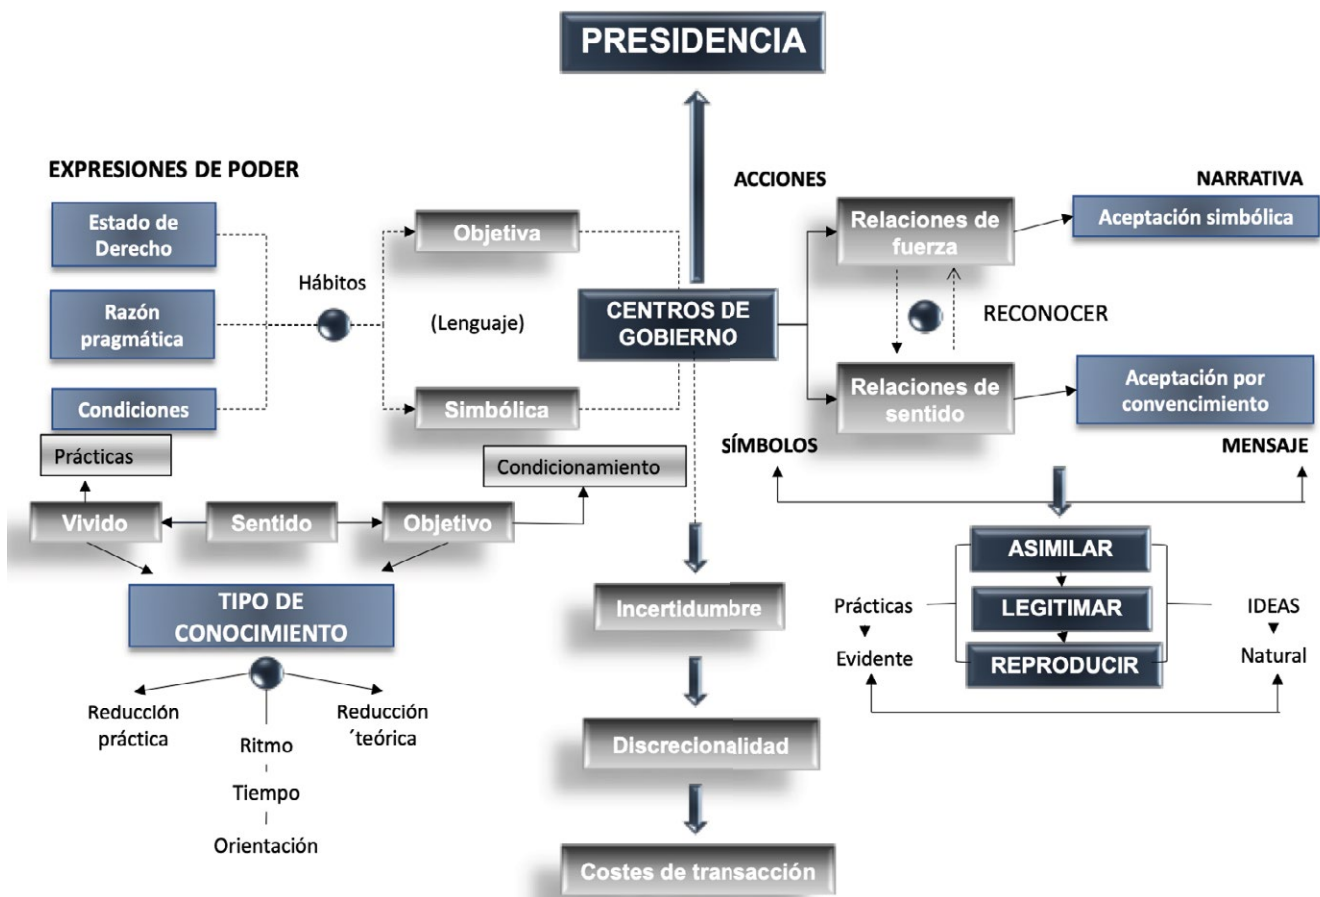 PRESIDENCIA
EXPRESIONES DE PODER
Estado de
Derecho
Razón
pragmática
Condiciones
Hábitos
Objetiva
(Lenguaje)
Simbólica
CENTROS DE
GOBIERNO
ACCIONES
NARRATIVA
Relaciones de
fuerza
Aceptación simbólica
RECONOCER
Relaciones de
sentido
Aceptación por
convencimiento
SÍMBOLOS
MENSAJE
Prácticas
Condicionamiento
Vivido
Sentido
Objetivo
TIPO DE
CONOCIMIENTO
Reducción
práctica
Ritmo
Tiempo
Orientación
Reducción
´teórica
Incertidumbre
Discrecionalidad
Costes de transacción
ASIMILAR
LEGITIMAR
REPRODUCIR
Prácticas
Evidente
IDEAS
Natural